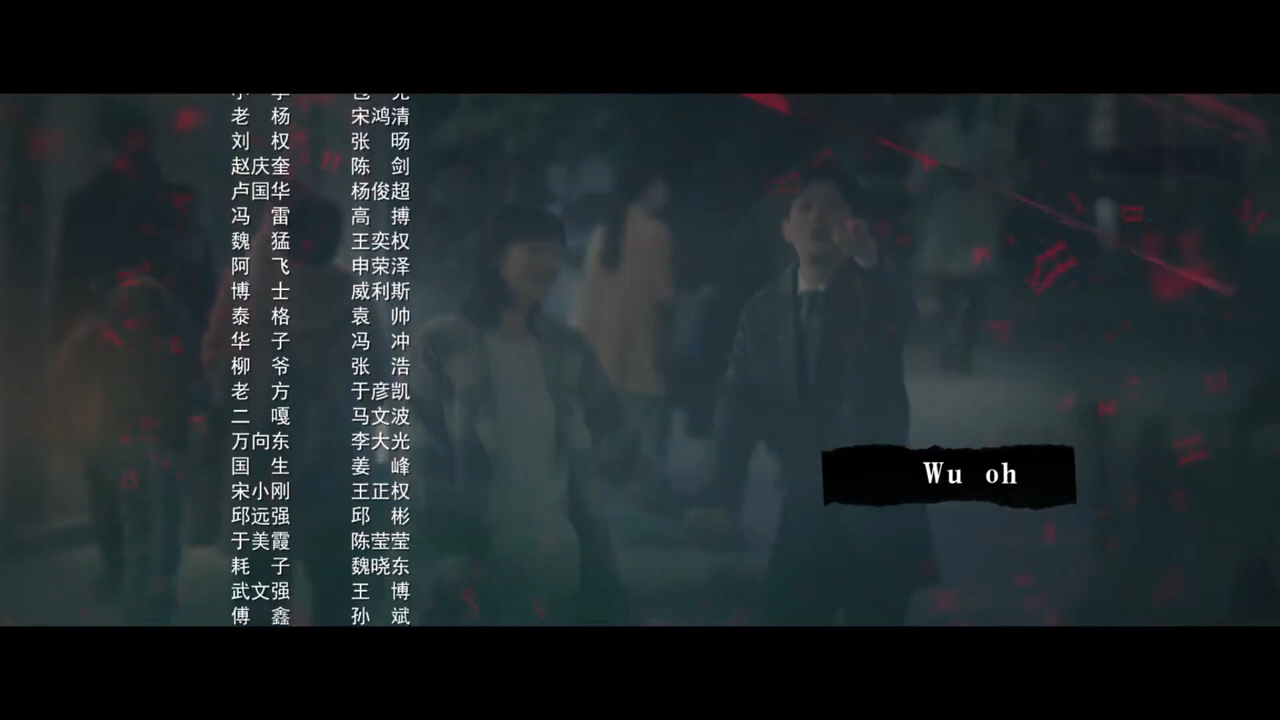 老 杨 宋鸿清
刘 权 张 旸
赵庆奎 陈 剑
卢国华 杨俊超
冯 雷 高 搏
魏 猛 王奕权
阿 飞 申荣泽
博 士 威利斯
泰 格 袁 帅
华 子 冯 冲
柳 爷 张 浩
老 方 于彦凯
二 嘎 马文波
万向东 李大光
国 生 姜 峰
宋小刚 王正权
邱远强 邱 彬
于美霞 陈莹莹
耗 子 魏晓东
武文强 王 博
傅 鑫 孙 斌
Wu oh